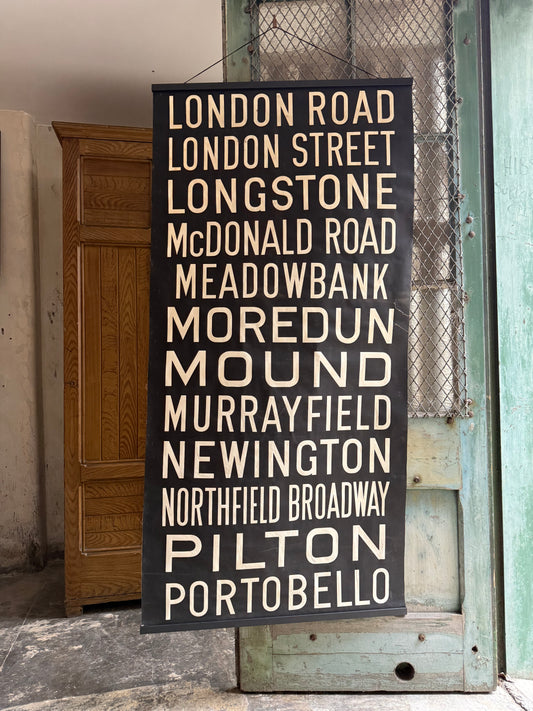 LONDON ROAD
LONDON STREET
LONGSTONE
McDONALD ROAD
MEADOWBANK
MOREDUN
MOUND
MURRAYFIELD
NEWINGTON
NORTHFIELD BROADWAY
PILTON
PORTOBELLO